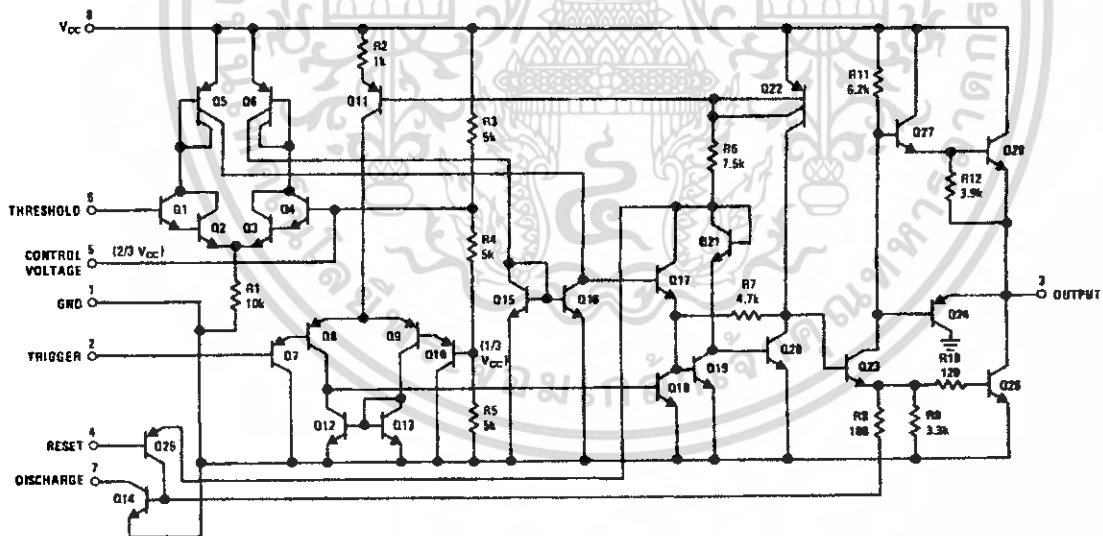 8
VCC
R2
1k
Q5
Q6
Q11
R3
5k
Q22
R11
6.2k
Q27
Q28
R12
3.9k
R6
7.5k
THRESHOLD
6
Q1
Q2
Q3
Q4
CONTROL VOLTAGE
5
(2/3 VCC)
R4
5k
Q21
GND
1
R1
10k
Q15
Q16
Q17
R7
4.7k
3
OUTPUT
Q24
TRIGGER
2
Q7
Q8
Q9
Q10
(1/3 VCC)
Q18
Q19
Q20
Q23
R10
120
Q26
Q12
Q13
R5
5k
R8
100
R9
3.3k
RESET
4
Q25
DISCHARGE
7
Q14